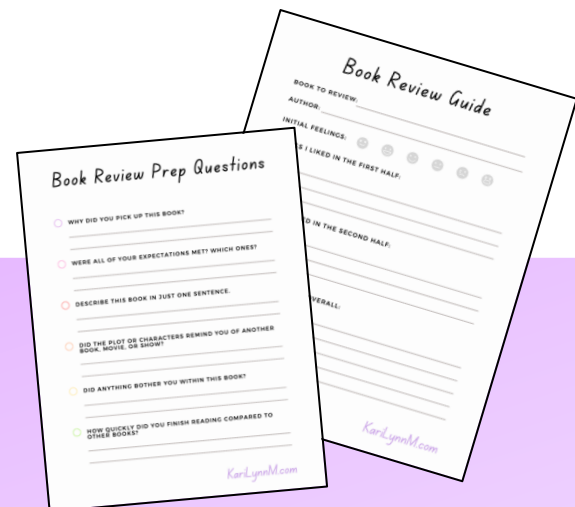 Book Review Prep Questions
WHY DID YOU PICK UP THIS BOOK?
WERE ALL OF YOUR EXPECTATIONS MET? WHICH ONES?
DESCRIBE THIS BOOK IN JUST ONE SENTENCE.
DID THE PLOT OR CHARACTERS REMIND YOU OF ANOTHER
BOOK, MOVIE, OR SHOW?
DID ANYTHING BOTHER YOU WITHIN THIS BOOK?
HOW QUICKLY DID YOU FINISH READING COMPARED TO
OTHER BOOKS?
KariLynnM.com
Book Review Guide
BOOK TO REVIEW:
AUTHOR:
INITIAL FEELINGS:
I LIKED IN THE FIRST HALF:
IN THE SECOND HALF:
OVERALL:
KariLynnM.com